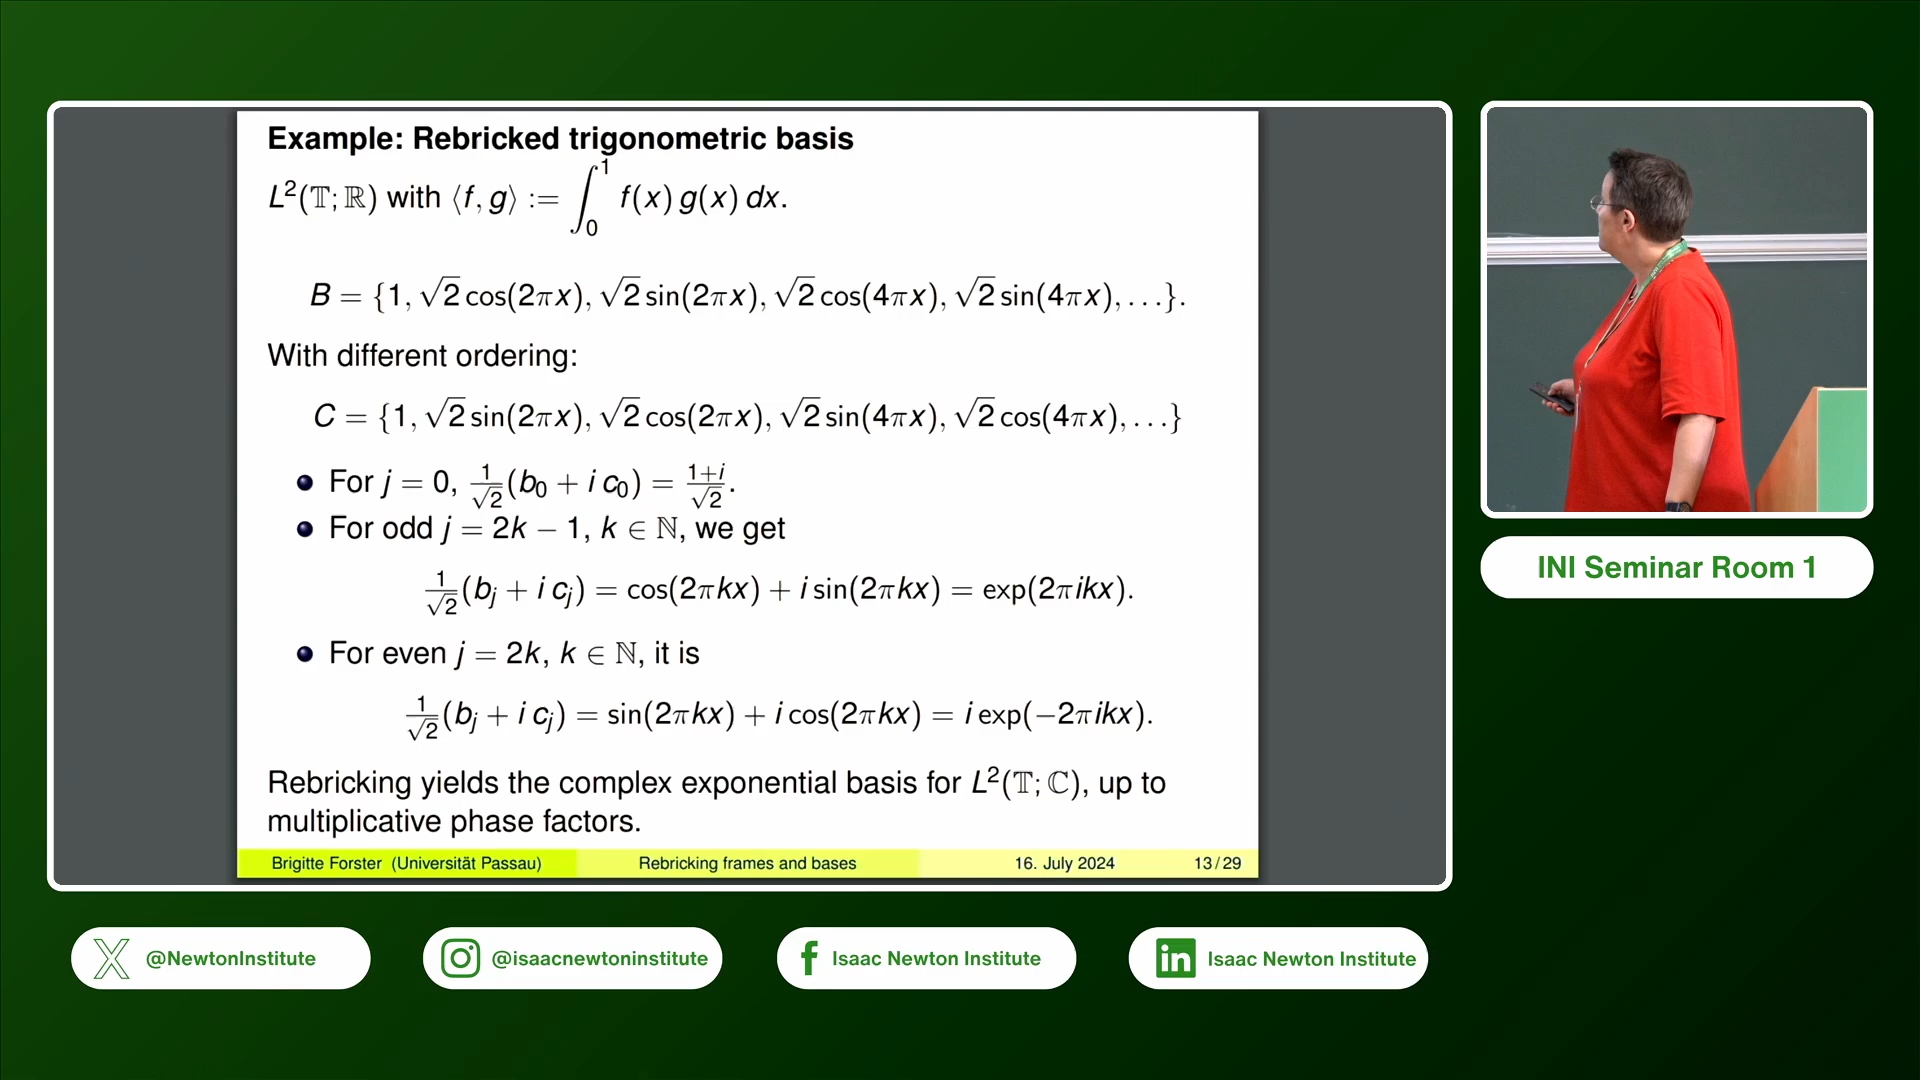 Example: Rebricked trigonometric basis
L²(𝕋; ℝ) with ⟨f, g⟩ := ∫₀¹ f(x) g(x) dx.
B = {1, √2 cos(2πx), √2 sin(2πx), √2 cos(4πx), √2 sin(4πx), . . .}.
With different ordering:
C = {1, √2 sin(2πx), √2 cos(2πx), √2 sin(4πx), √2 cos(4πx), . . .}
For j = 0, 1/√2 (b₀ + i c₀) = (1+i)/√2.
For odd j = 2k − 1, k ∈ ℕ, we get
1/√2 (bⱼ + i cⱼ) = cos(2πkx) + i sin(2πkx) = exp(2πikx).
For even j = 2k, k ∈ ℕ, it is
1/√2 (bⱼ + i cⱼ) = sin(2πkx) + i cos(2πkx) = i exp(−2πikx).
Rebricking yields the complex exponential basis for L²(𝕋; ℂ), up to
multiplicative phase factors.
Brigitte Forster (Universität Passau) Rebricking frames and bases 16. July 2024 13 / 29
INI Seminar Room 1
@NewtonInstitute @isaacnewtoninstitute Isaac Newton Institute Isaac Newton Institute